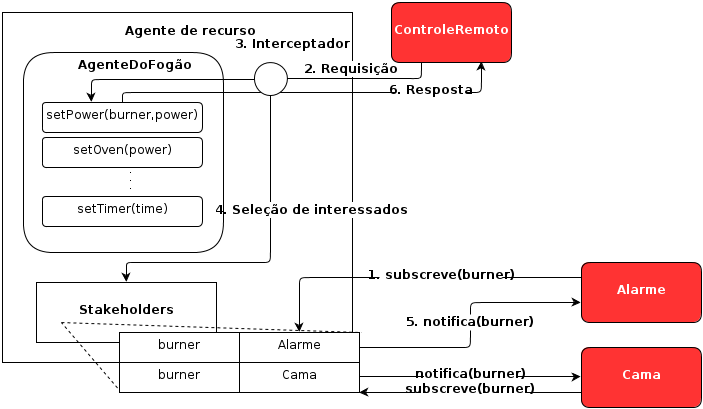 Agente de recurso
ControleRemoto
3. Interceptador
AgenteDoFogão
2. Requisição
6. Resposta
setPower(burner,power)
setOven(power)
setTimer(time)
4. Seleção de interessados
1. subscreve(burner)
Alarme
Stakeholders
5. notifica(burner)
burner
Alarme
burner
Cama
notifica(burner)
subscreve(burner)
Cama